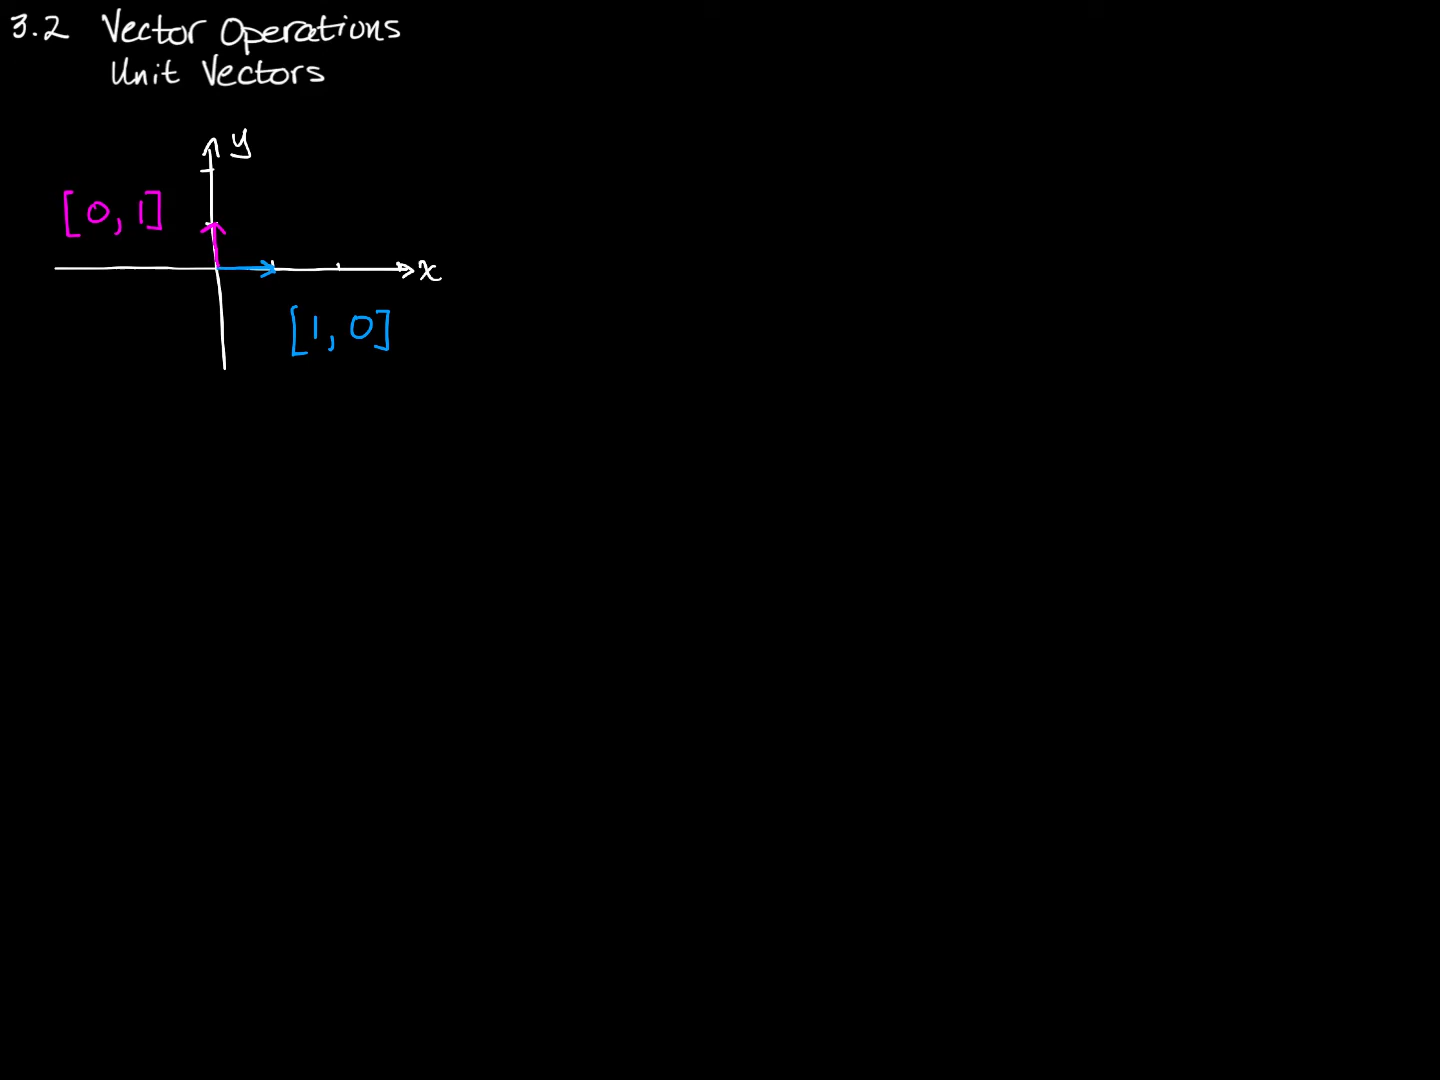 3.2 Vector Operations
Unit Vectors
y
[0, 1]
x
[1, 0]